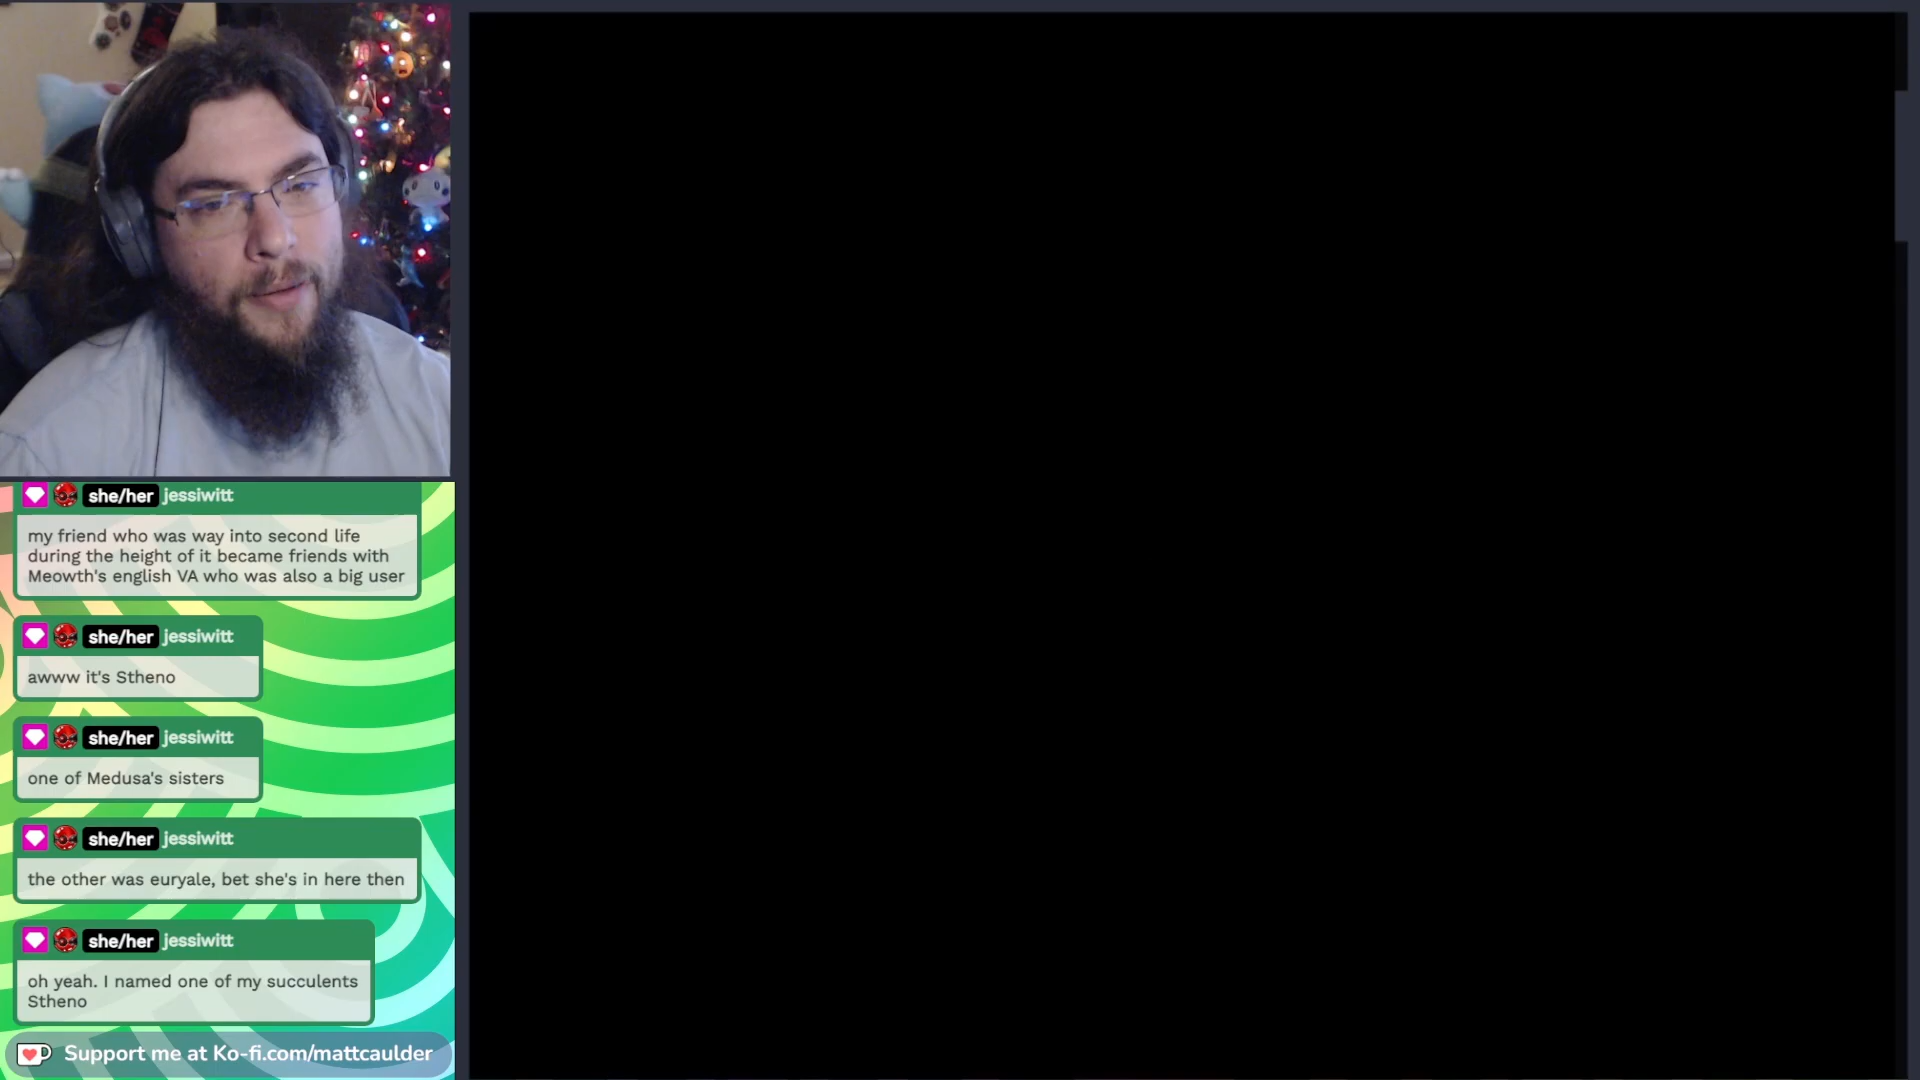 she/her jessiwitt
my friend who was way into second life
during the height of it became friends with
Meowth's english VA who was also a big user
she/her jessiwitt
awww it's Stheno
she/her jessiwitt
one of Medusa's sisters
she/her jessiwitt
the other was euryale, bet she's in here then
she/her jessiwitt
oh yeah. I named one of my succulents
Stheno
Support me at Ko-fi.com/mattcaulder